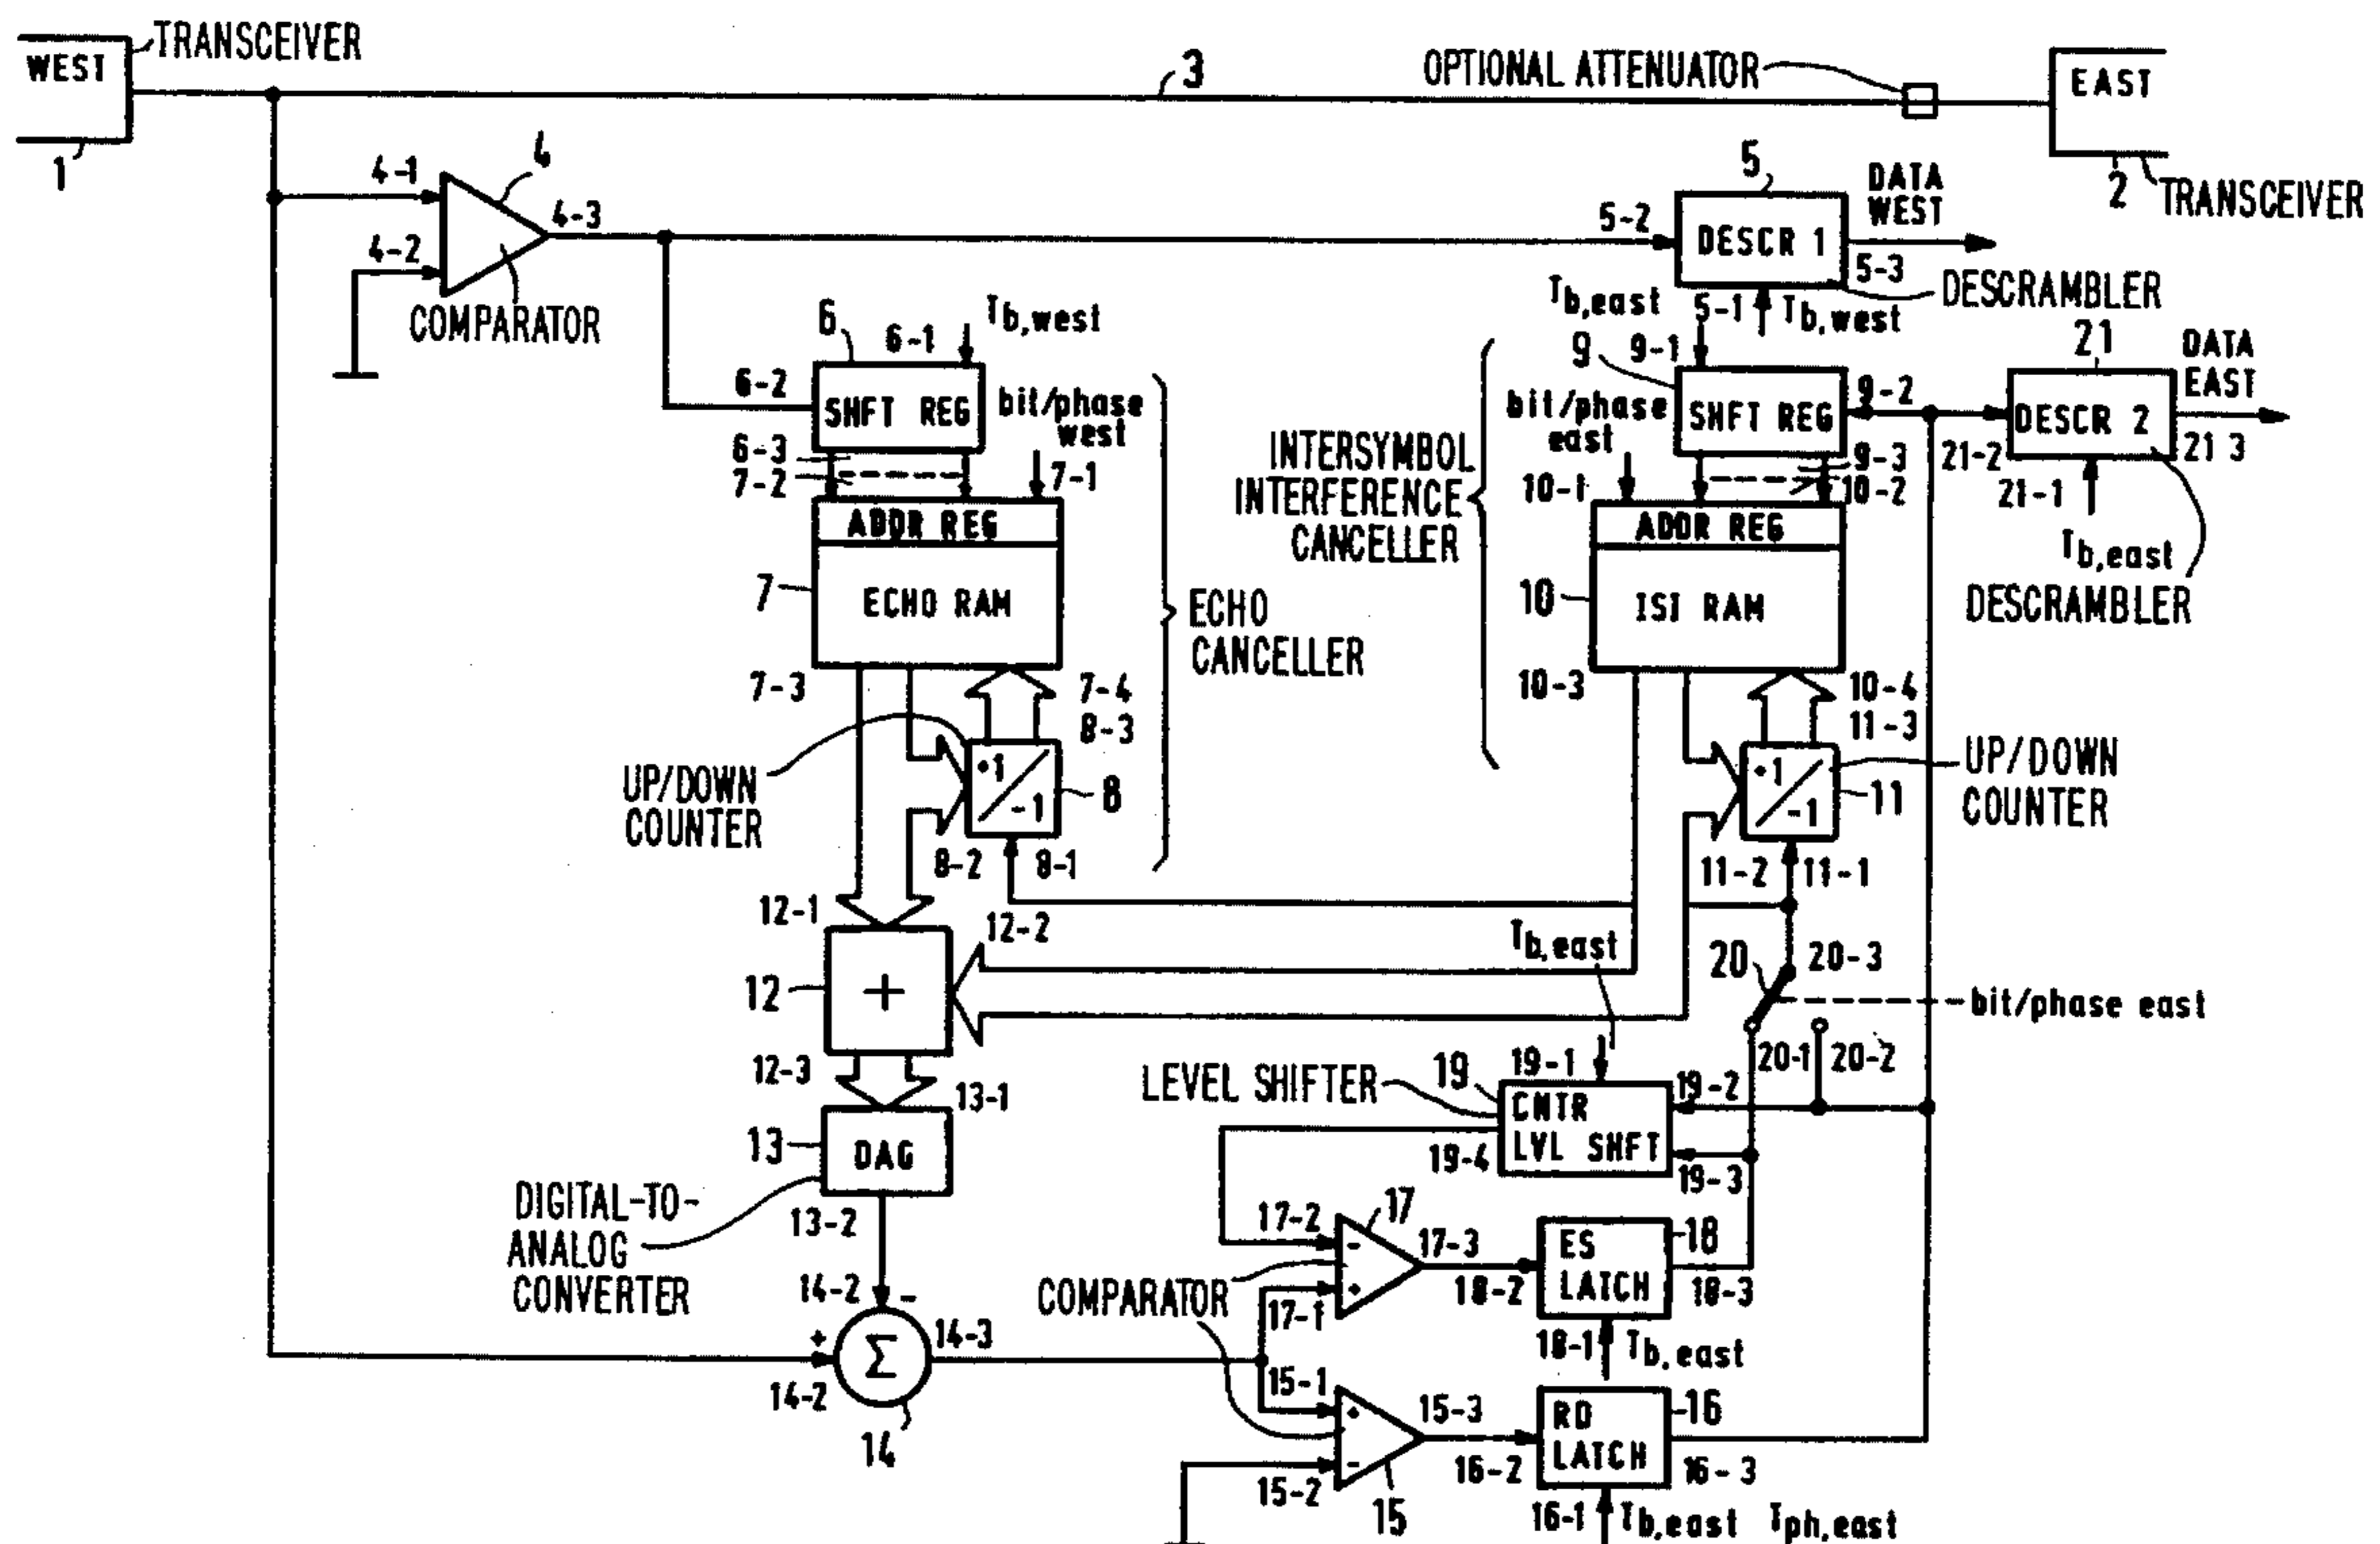 WEST
TRANSCEIVER
1
3
OPTIONAL ATTENUATOR
EAST
2
TRANSCEIVER
4-1
4
4-2
4-3
COMPARATOR
5
5-2
DESCR 1
DATA
WEST
5-3
DESCRAMBLER
5-1
Tb,west
Tb,east
6
6-1
Tb,west
6-2
SHFT REG
bit/phase
west
6-3
7-2
7-1
ADDR REG
7
ECHO RAM
ECHO
CANCELLER
7-3
7-4
8-3
UP/DOWN
COUNTER
+1
-1
8
8-2
8-1
9
9-1
9-2
SHFT REG
bit/phase
east
INTERSYMBOL
INTERFERENCE
CANCELLER
10-1
9-3
10-2
ADDR REG
10
ISI RAM
10-3
10-4
11-3
21
DESCR 2
DATA
EAST
21-2
21 3
21-1
Tb,east
DESCRAMBLER
+1
-1
11
UP/DOWN
COUNTER
11-2
11-1
12-1
12-2
12
+
12-3
13-1
13
DAG
DIGITAL-TO-
ANALOG
CONVERTER
13-2
14-2
-
+
Σ
14-3
14-2
14
Tb,east
20
20-3
bit/phase east
20-1
20-2
LEVEL SHIFTER
19
19-1
19-2
CNTR
LVL SHFT
19-4
19-3
17-2
17
-
+
17-3
17-1
COMPARATOR
18-2
ES
LATCH
18
18-3
18-1
Tb,east
15-1
+
-
15-3
15-2
15
16-2
RD
LATCH
16
16-3
16-1
Tb,east Tph,east